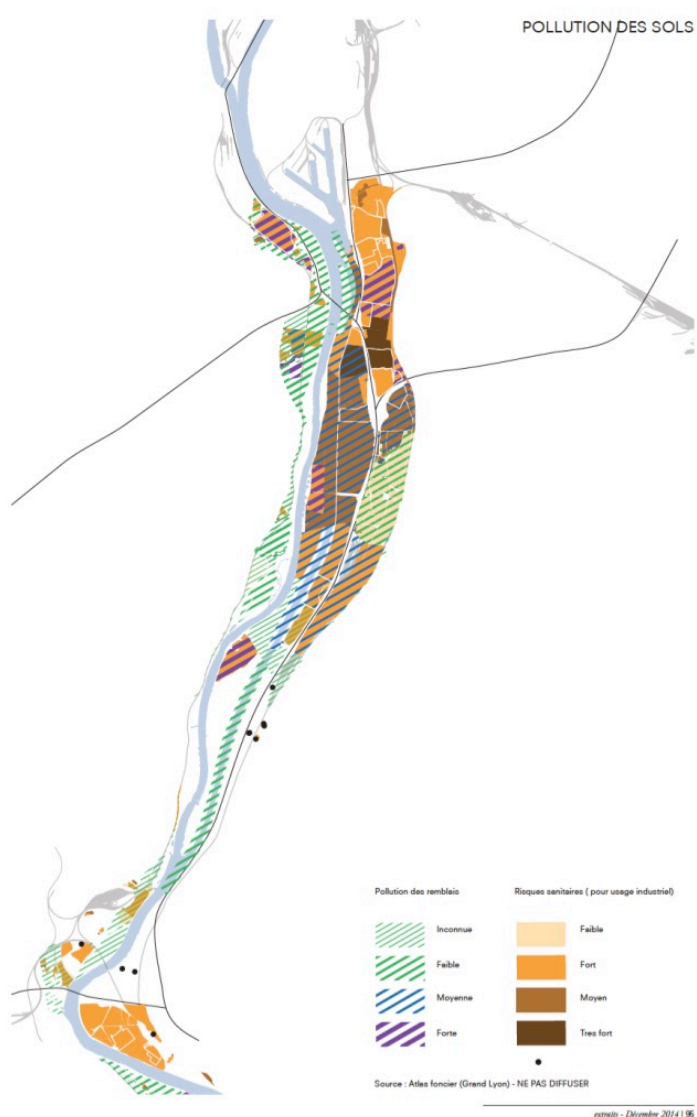 POLLUTION DES SOLS
Pollution des remblais
Risques sanitaires ( pour usage industriel)
Inconnue
Faible
Faible
Fort
Moyenne
Moyen
Forte
Tres fort
Source : Atlas foncier (Grand Lyon) - NE PAS DIFFUSER
extraits - Décembre 2014 | 95